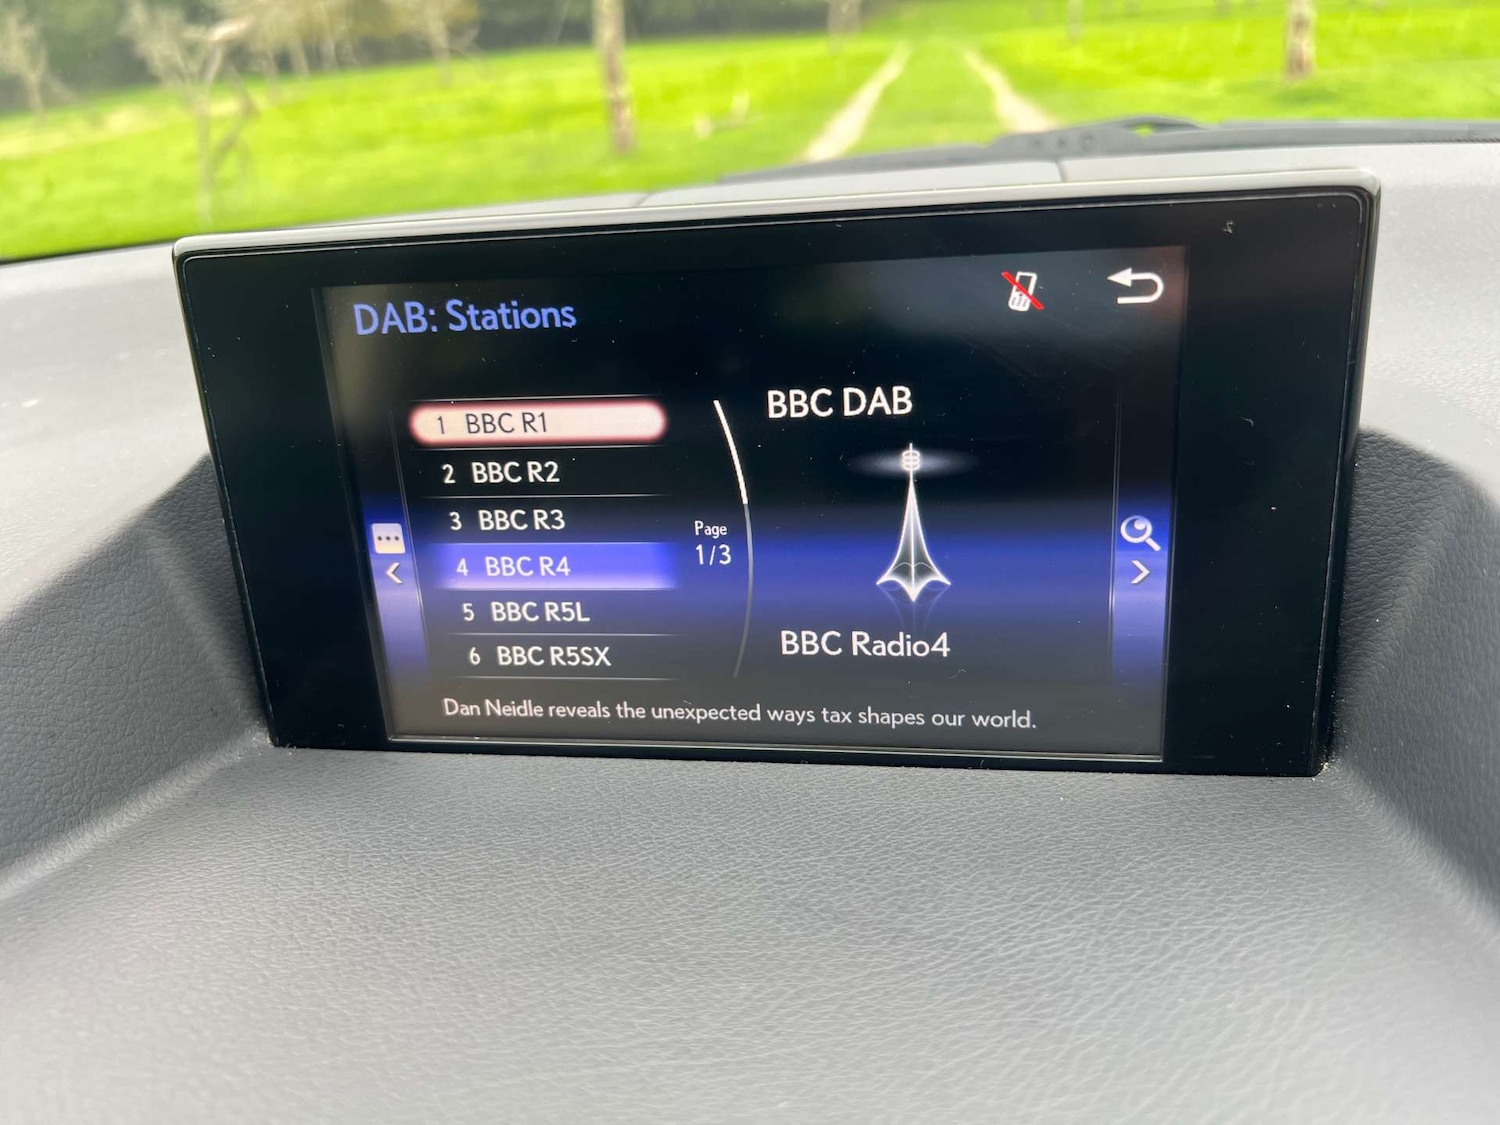 DAB: Stations
1 BBC R1
2 BBC R2
3 BBC R3
4 BBC R4
5 BBC R5L
6 BBC R5SX
Page
1/3
BBC DAB
BBC Radio4
Dan Neidle reveals the unexpected ways tax shapes our world.